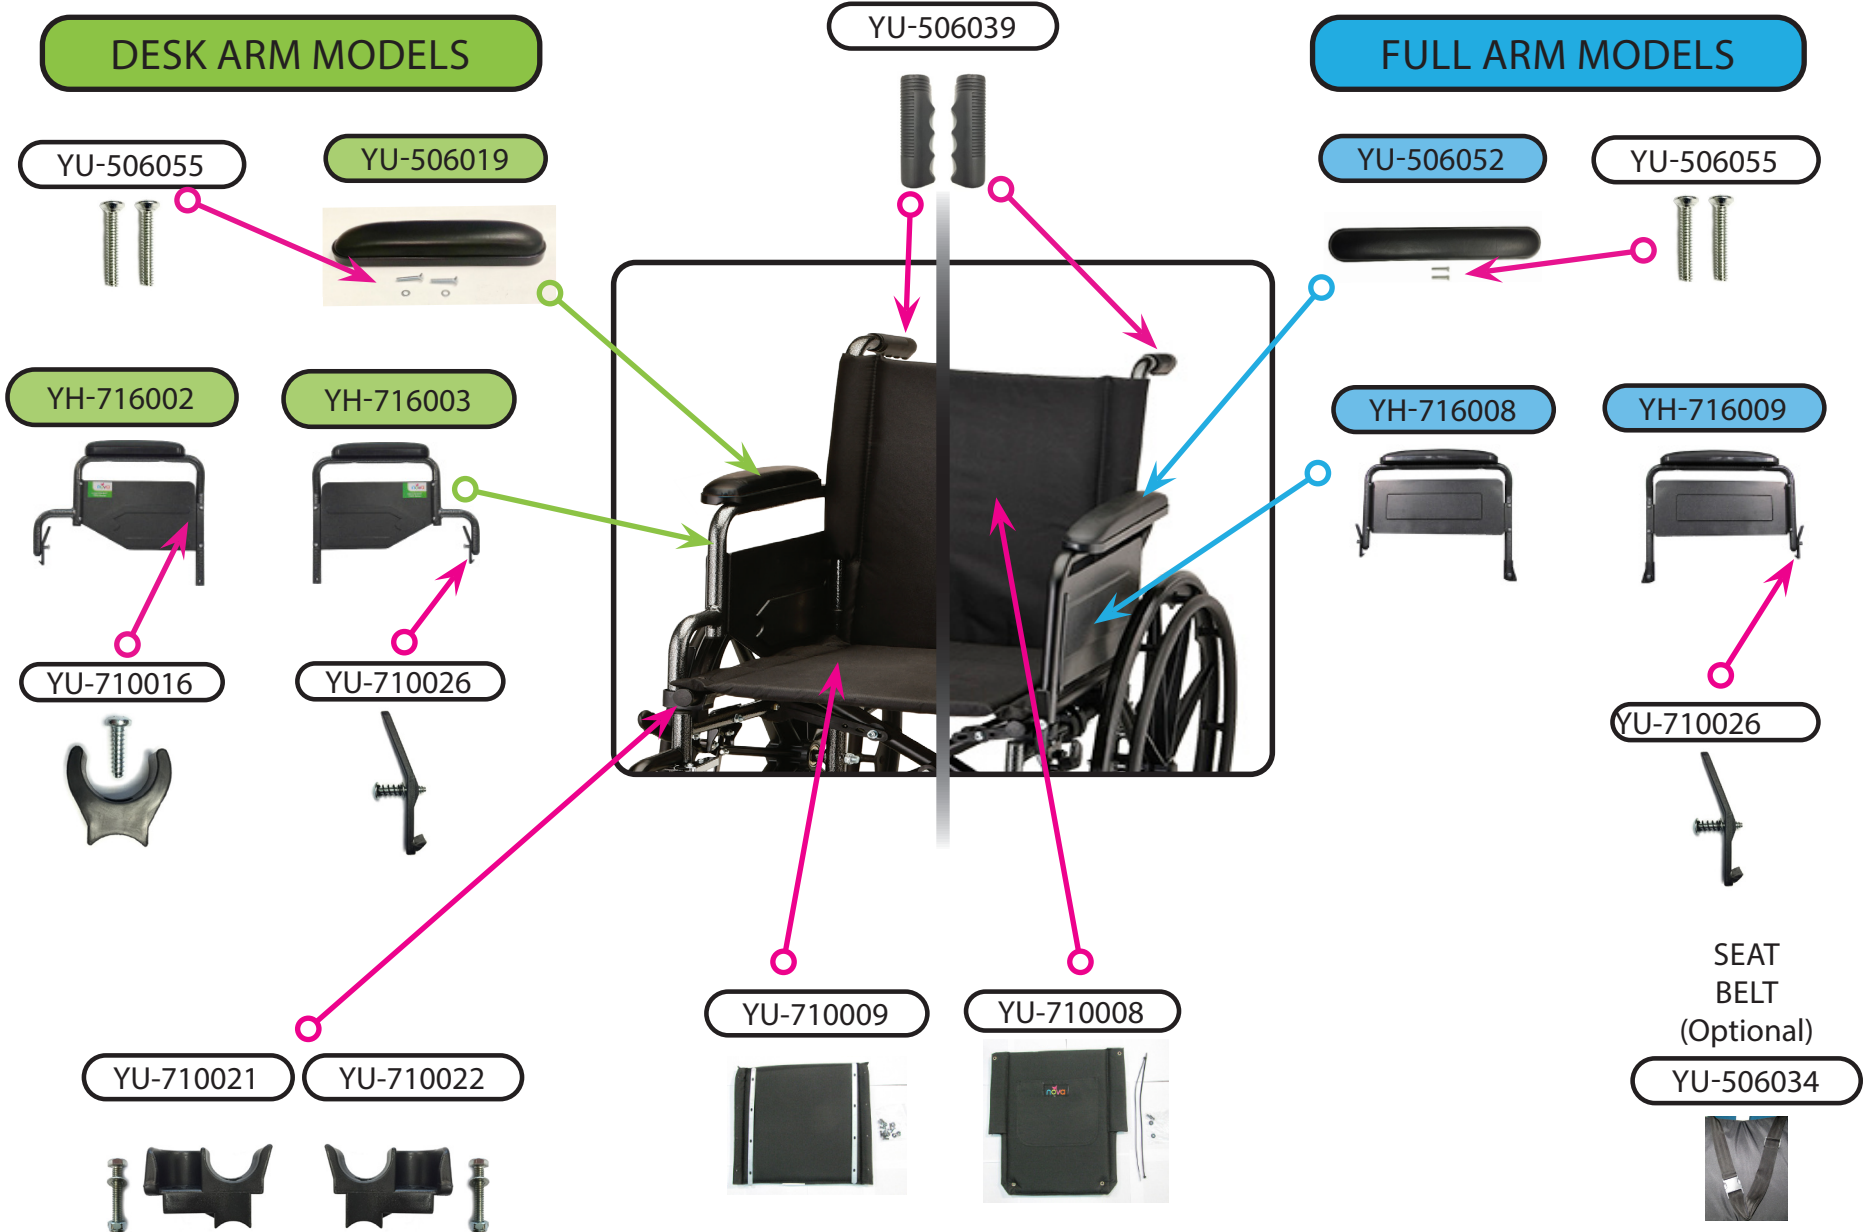 DESK ARM MODELS
YU-506039
FULL ARM MODELS
YU-506055
YU-506019
YU-506052
YU-506055
YH-716002
YH-716003
YH-716008
YH-716009
YU-710016
YU-710026
YU-710026
SEAT
BELT
(Optional)
YU-710009
YU-710008
YU-710021
YU-710022
YU-506034
nova